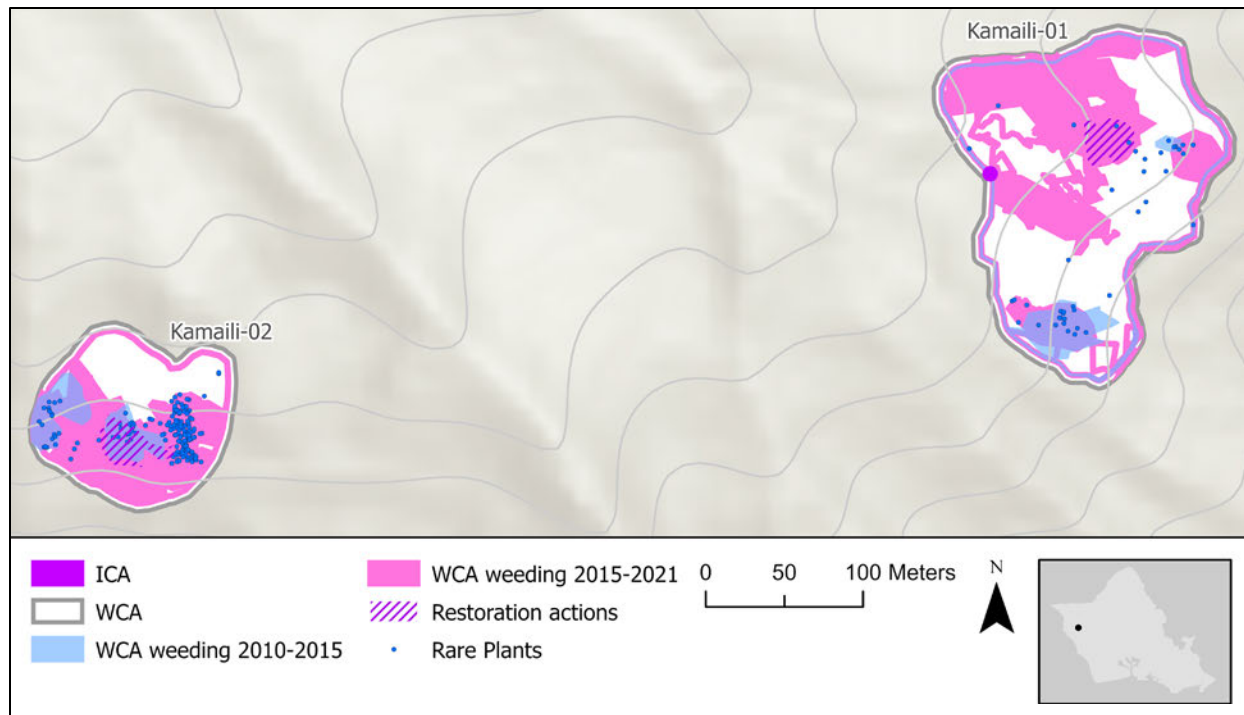 Kamaili-01
Kamaili-02
ICA
WCA
WCA weeding 2010-2015
WCA weeding 2015-2021
Restoration actions
Rare Plants
0 50 100 Meters
N